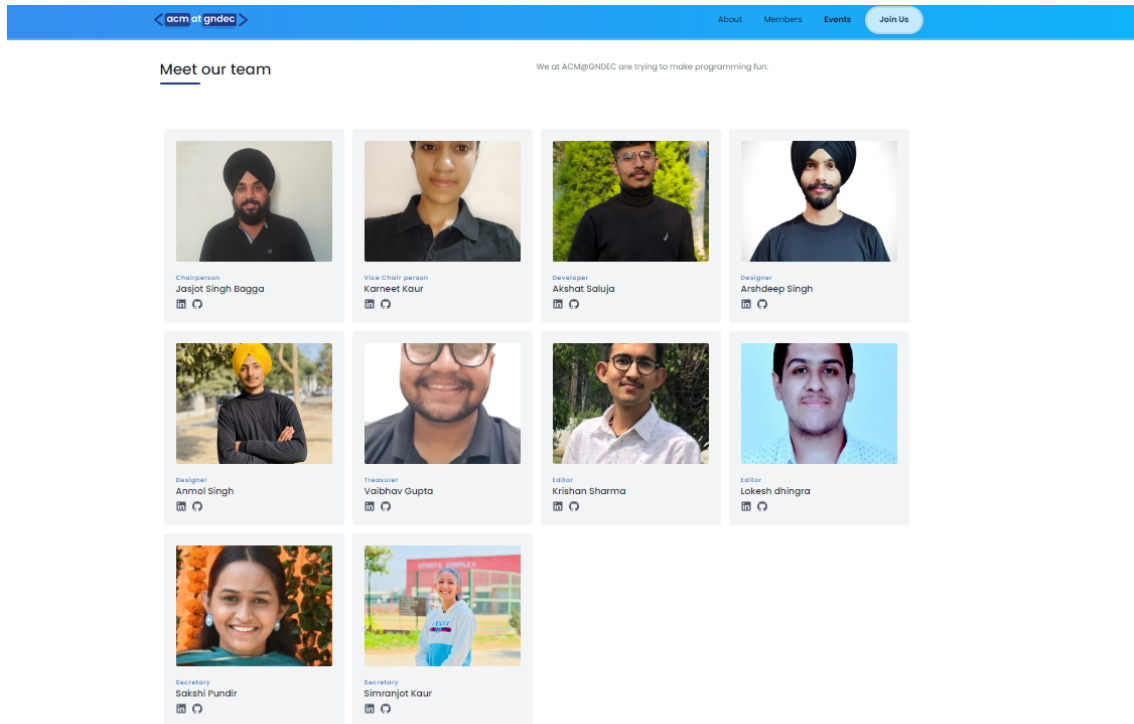 <acm at gndec>
About Members Events Join Us
Meet our team
We at ACM@GNDEC are trying to make programming fun.
Chairperson
Jasjot Singh Bagga
Vice Chair person
Karneet Kaur
Developer
Akshat Saluja
Designer
Arshdeep Singh
Designer
Anmol Singh
Treasurer
Vaibhav Gupta
Editor
Krishan Sharma
Editor
Lokesh dhingra
SPORTS COMPLEX
Secretary
Sakshi Pundir
Secretary
Simranjot Kaur